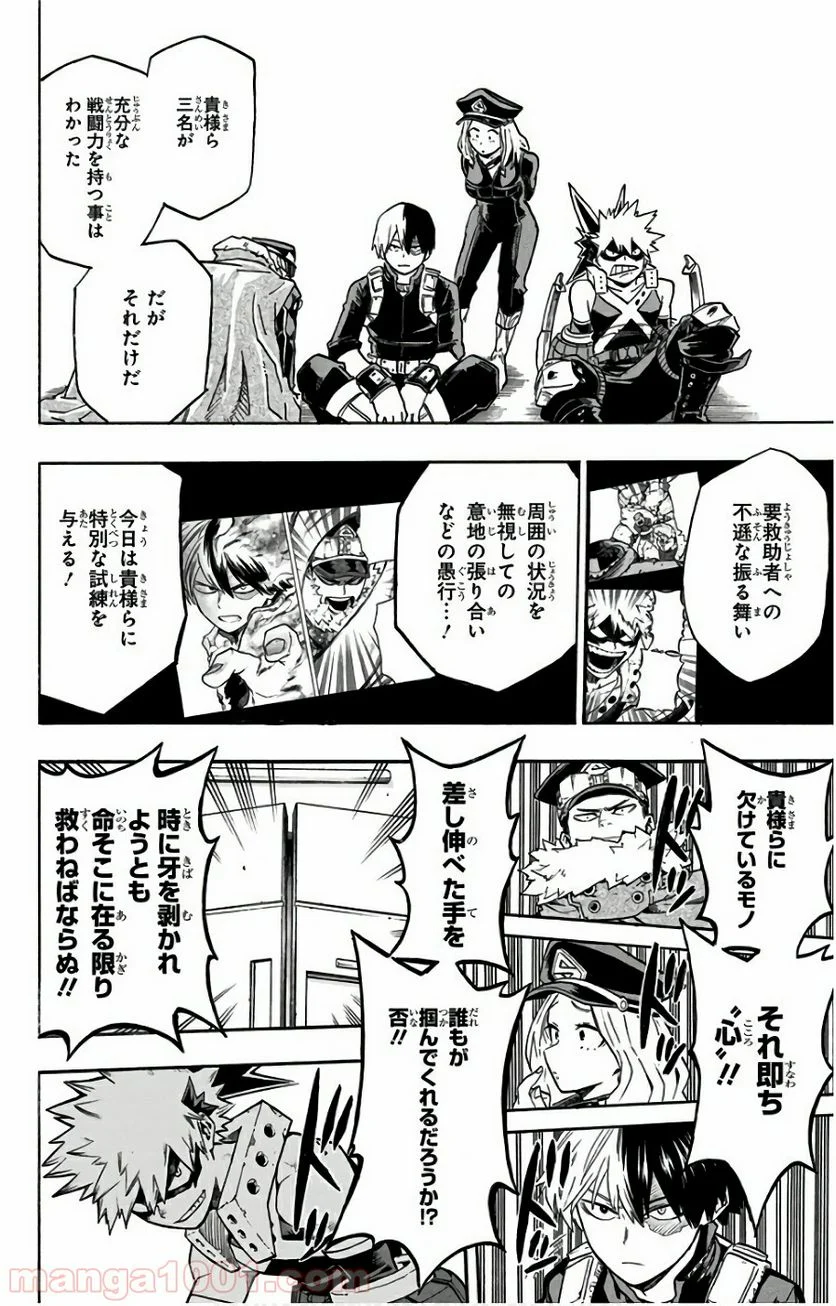 貴様ら
三名が
充分な
戦闘力を持つ事は
わかった
だが
それだけだ
要救助者への
不遜な振る舞い
周囲の状況を
無視しての
意地の張り合い
などの愚行…！
今日は貴様らに
特別な試練を
与える！
貴様らに
欠けているモノ
それ即ち
〝心〟!!
差し伸べた手を
誰もが
掴んでくれるだろうか!?
否!!
時に牙を剥かれ
ようとも
命そこに在る限り
救わねばならぬ!!
ドド
ドド
manga1001.com